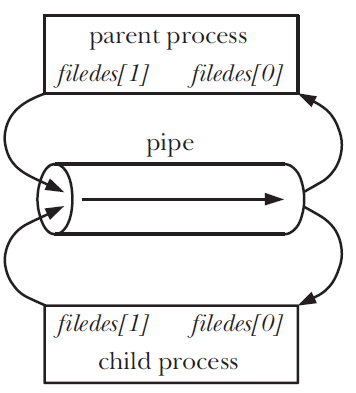 parent process
filedes[1] filedes[0]
pipe
filedes[1] filedes[0]
child process